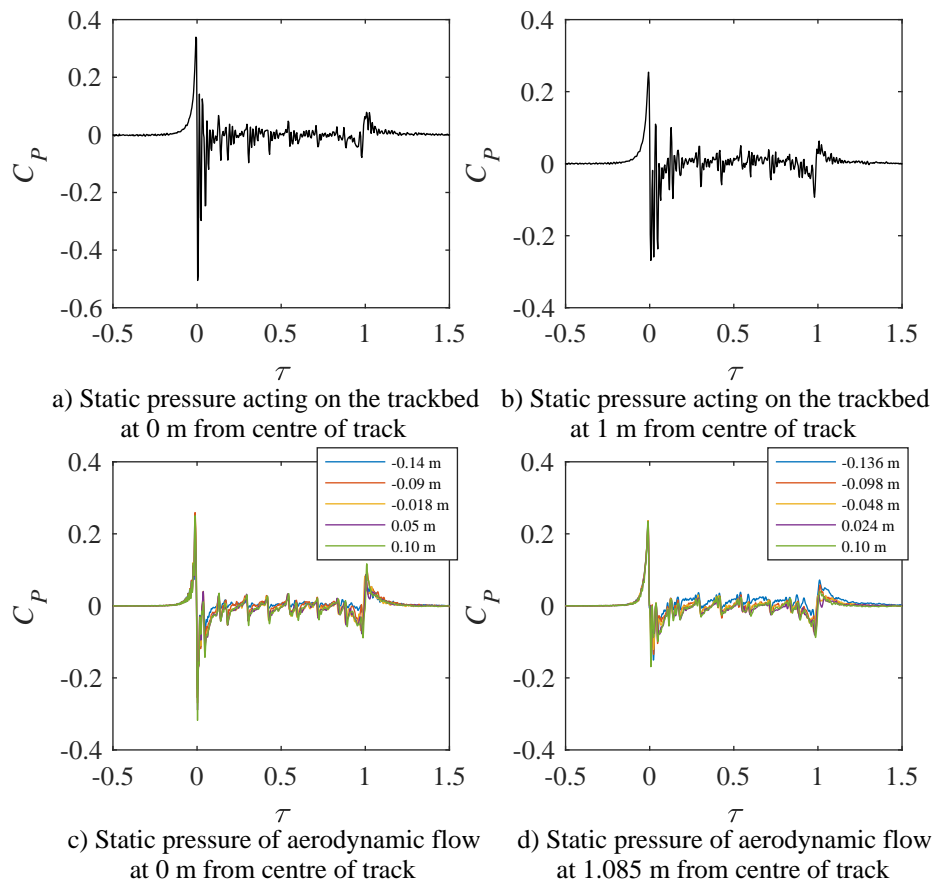 0.4
0.2
0
-0.2
-0.4
-0.6
C_P
-0.5 0 0.5 1 1.5
τ
a) Static pressure acting on the trackbed
at 0 m from centre of track
0.4
0.2
0
-0.2
-0.4
C_P
-0.5 0 0.5 1 1.5
τ
b) Static pressure acting on the trackbed
at 1 m from centre of track
0.4
0.2
0
-0.2
-0.4
C_P
-0.14 m
-0.09 m
-0.018 m
0.05 m
0.10 m
-0.5 0 0.5 1 1.5
τ
c) Static pressure of aerodynamic flow
at 0 m from centre of track
0.4
0.2
0
-0.2
-0.4
C_P
-0.136 m
-0.098 m
-0.048 m
0.024 m
0.10 m
-0.5 0 0.5 1 1.5
τ
d) Static pressure of aerodynamic flow
at 1.085 m from centre of track